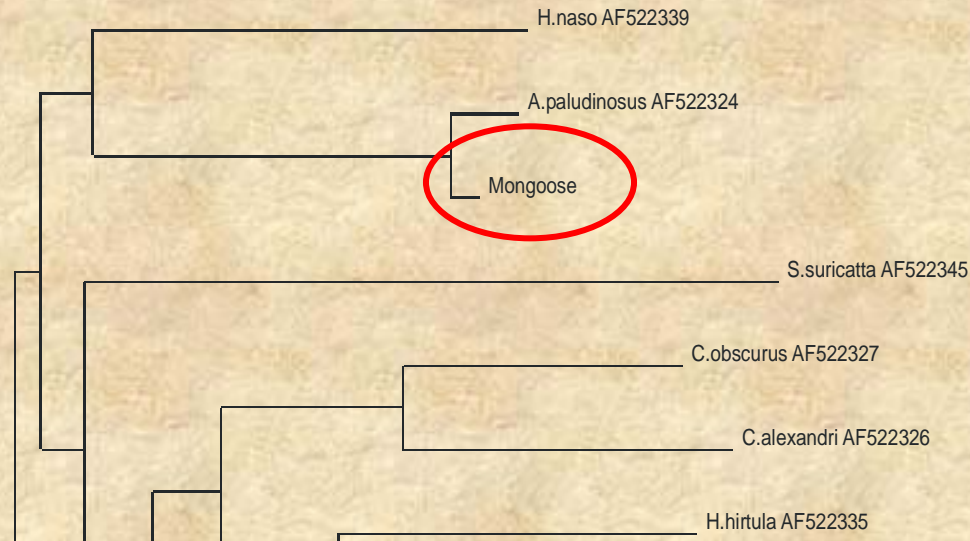 H.naso AF522339
A.paludinosus AF522324
Mongoose
S.suricatta AF522345
C.obscurus AF522327
C.alexandri AF522326
H.hirtula AF522335